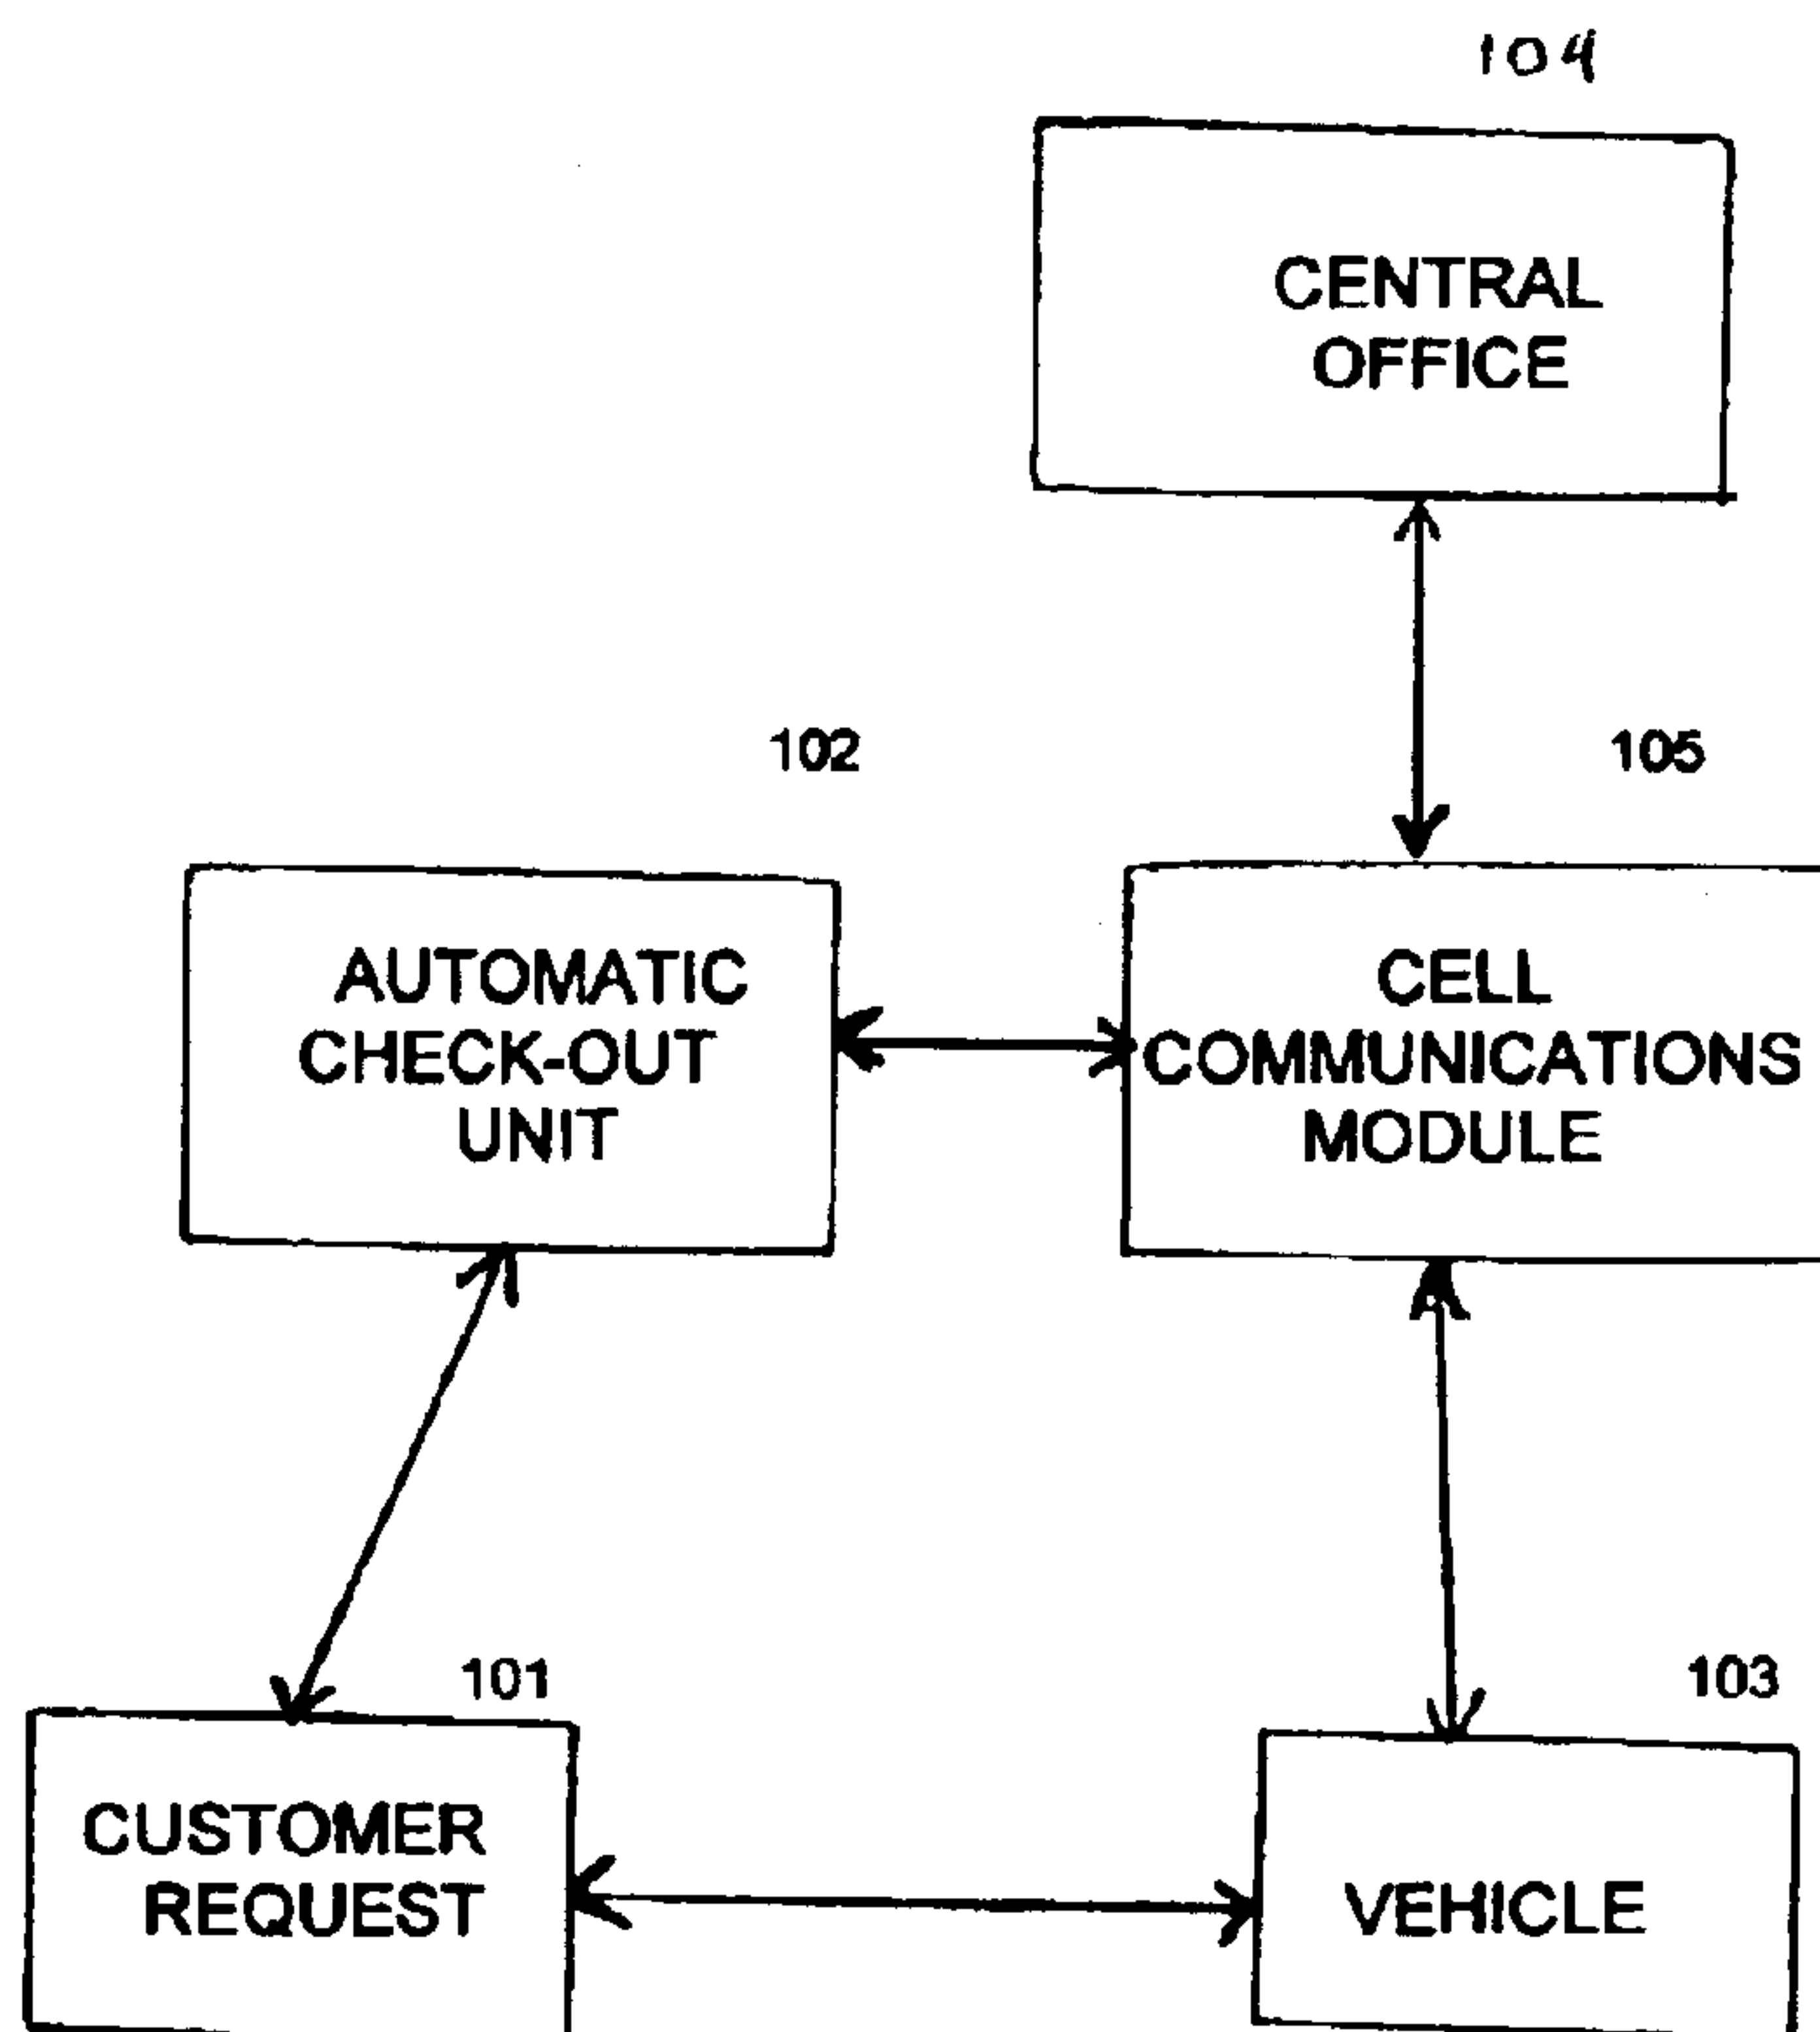 104
CENTRAL
OFFICE
102
105
AUTOMATIC
CHECK-OUT
UNIT
CELL
COMMUNICATIONS
MODULE
101
103
CUSTOMER
REQUEST
VEHICLE